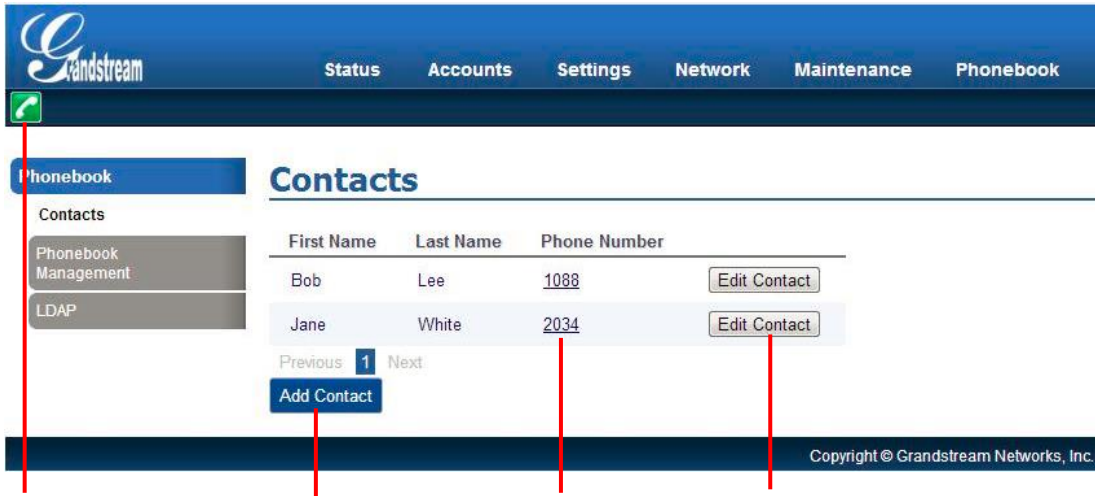 Grandstream
Status Accounts Settings Network Maintenance Phonebook
Phonebook
Contacts
Phonebook
Management
LDAP
Contacts
First Name Last Name Phone Number
Bob Lee 1088 Edit Contact
Jane White 2034 Edit Contact
Previous 1 Next
Add Contact
Copyright © Grandstream Networks, Inc.